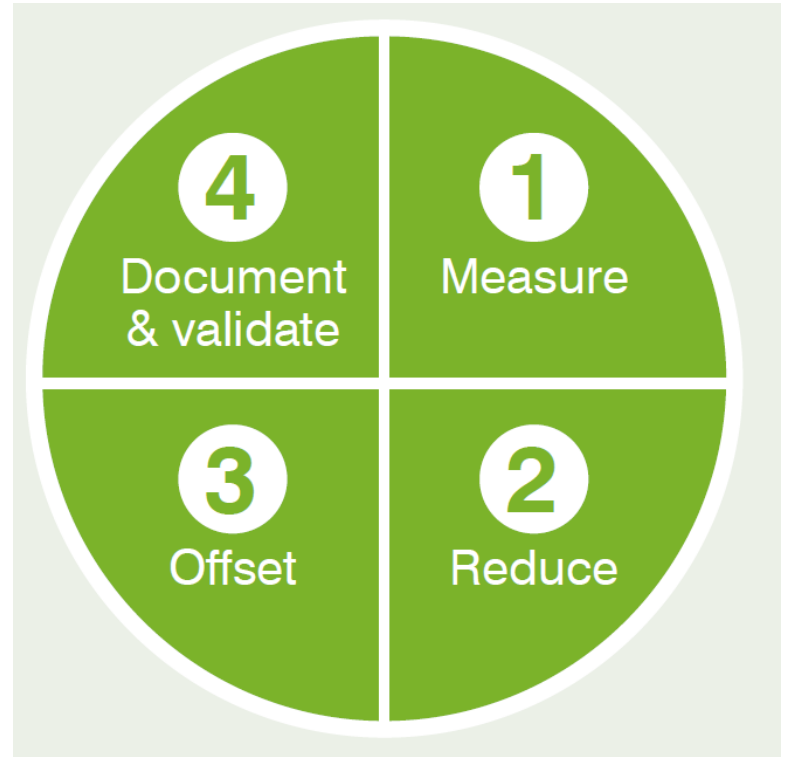 1
Measure
2
Reduce
3
Offset
4
Document
& validate